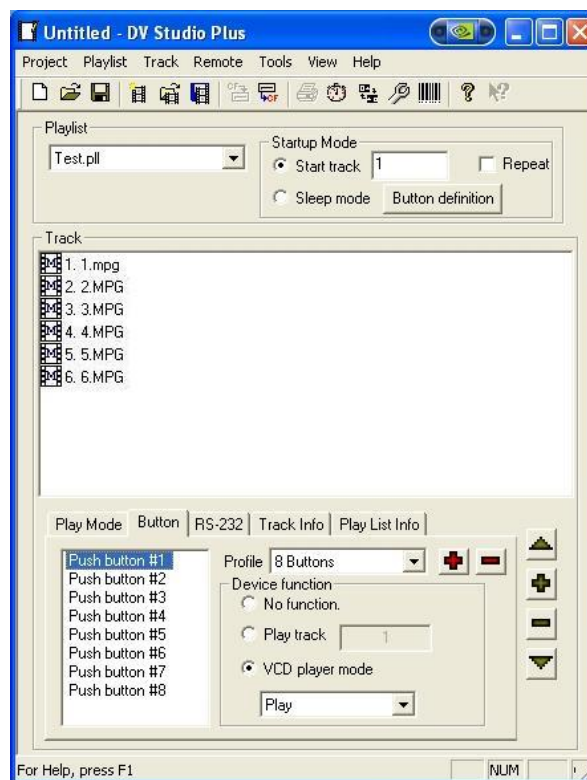 Untitled - DV Studio Plus
Project Playlist Track Remote Tools View Help
Playlist
Test.pll
Startup Mode
Start track 1 Repeat
Sleep mode Button definition
Track
1. 1.mpg
2. 2.MPG
3. 3.MPG
4. 4.MPG
5. 5.MPG
6. 6.MPG
Play Mode Button RS-232 Track Info Play List Info
Push button #1
Push button #2
Push button #3
Push button #4
Push button #5
Push button #6
Push button #7
Push button #8
Profile 8 Buttons
Device function
No function.
Play track 1
VCD player mode
Play
For Help, press F1 NUM